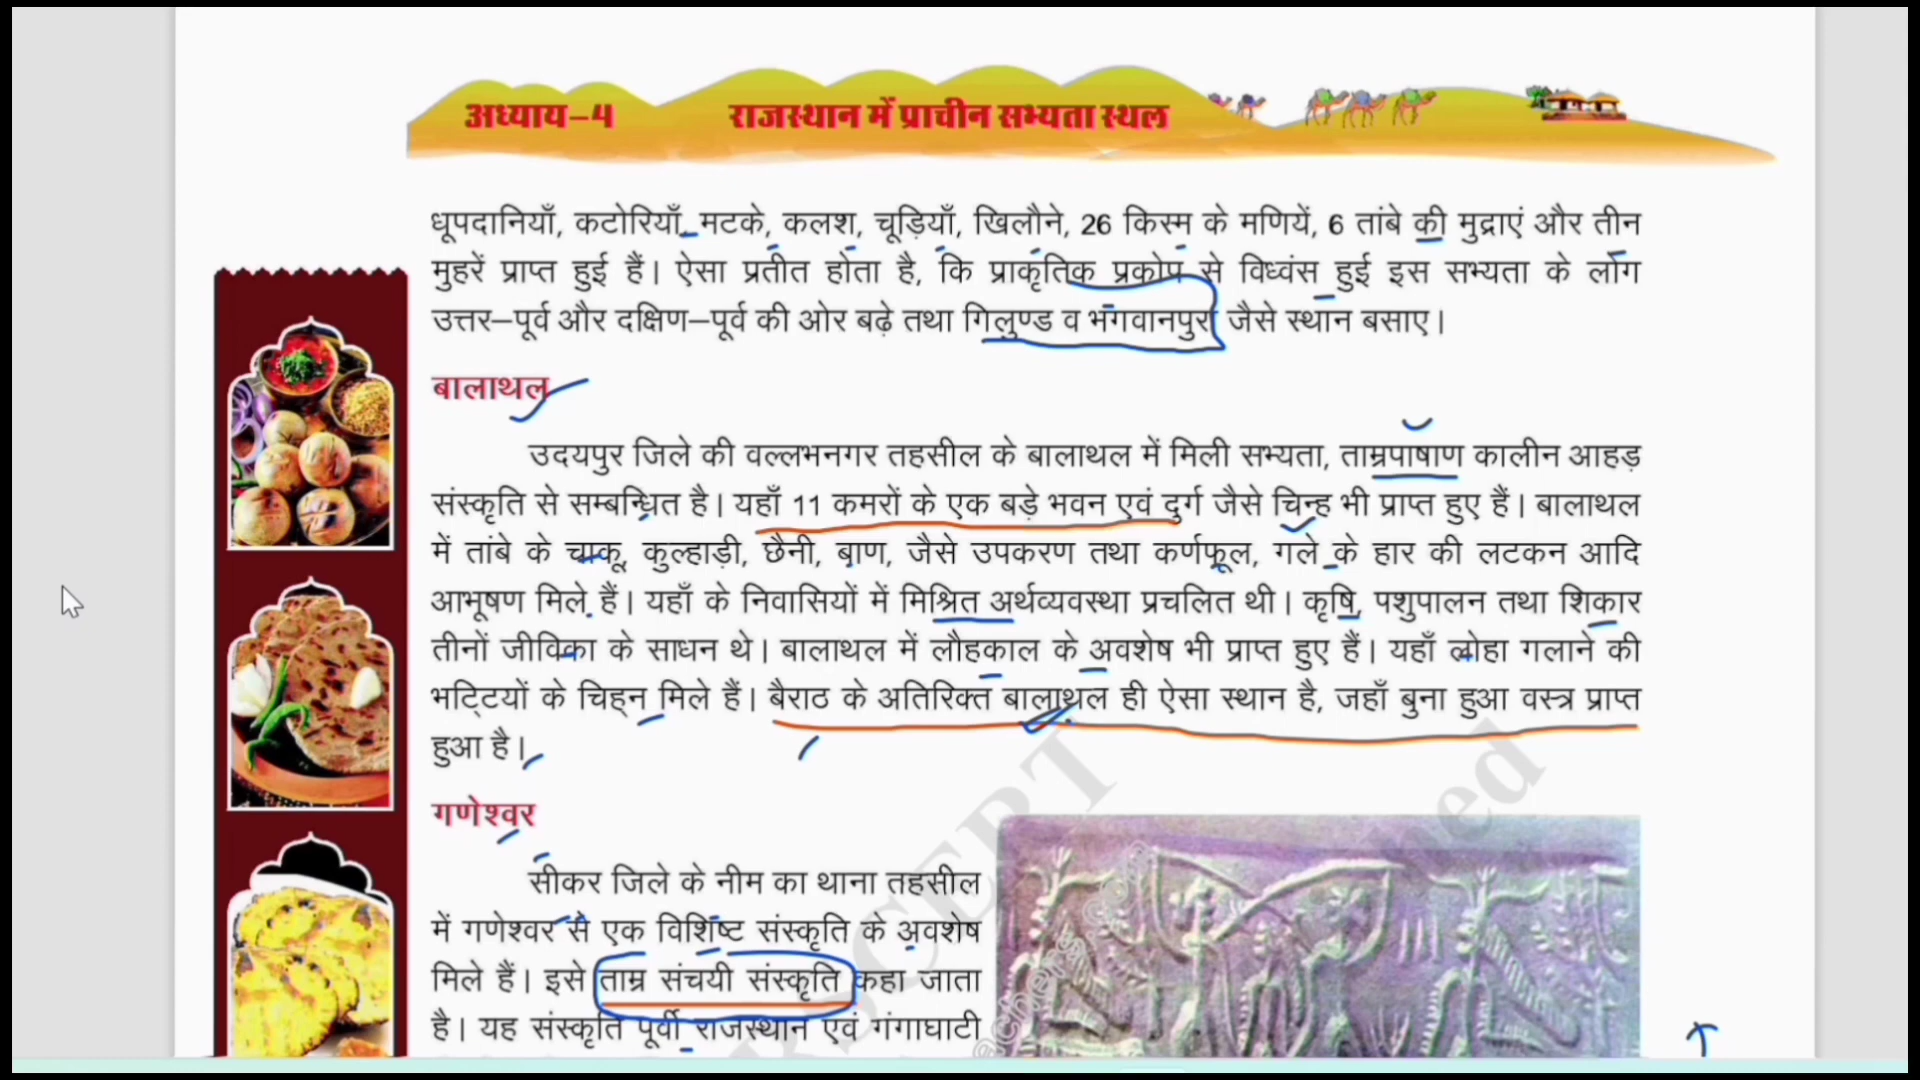 अध्याय–4 राजस्थान में प्राचीन सभ्यता स्थल
धूपदानियाँ, कटोरियाँ, मटके, कलश, चूड़ियाँ, खिलौने, 26 किस्म के मणियें, 6 तांबे की मुद्राएं और तीन
मुहरें प्राप्त हुई हैं। ऐसा प्रतीत होता है, कि प्राकृतिक प्रकोप से विध्वंस हुई इस सभ्यता के लोग
उत्तर–पूर्व और दक्षिण–पूर्व की ओर बढ़े तथा गिलुण्ड व भगवानपुरा जैसे स्थान बसाए।
बालाथल
उदयपुर जिले की वल्लभनगर तहसील के बालाथल में मिली सभ्यता, ताम्रपाषाण कालीन आहड़
संस्कृति से सम्बन्धित है। यहाँ 11 कमरों के एक बड़े भवन एवं दुर्ग जैसे चिन्ह भी प्राप्त हुए हैं। बालाथल
में तांबे के चाकू, कुल्हाड़ी, छैनी, बाण, जैसे उपकरण तथा कर्णफूल, गले के हार की लटकन आदि
आभूषण मिले हैं। यहाँ के निवासियों में मिश्रित अर्थव्यवस्था प्रचलित थी। कृषि, पशुपालन तथा शिकार
तीनों जीविका के साधन थे। बालाथल में लौहकाल के अवशेष भी प्राप्त हुए हैं। यहाँ लोहा गलाने की
भट्टियों के चिह्न मिले हैं। बैराठ के अतिरिक्त बालाथल ही ऐसा स्थान है, जहाँ बुना हुआ वस्त्र प्राप्त
हुआ है।
गणेश्वर
सीकर जिले के नीम का थाना तहसील
में गणेश्वर से एक विशिष्ट संस्कृति के अवशेष
मिले हैं। इसे ताम्र संचयी संस्कृति कहा जाता
है। यह संस्कृति पूर्वी राजस्थान एवं गंगाघाटी